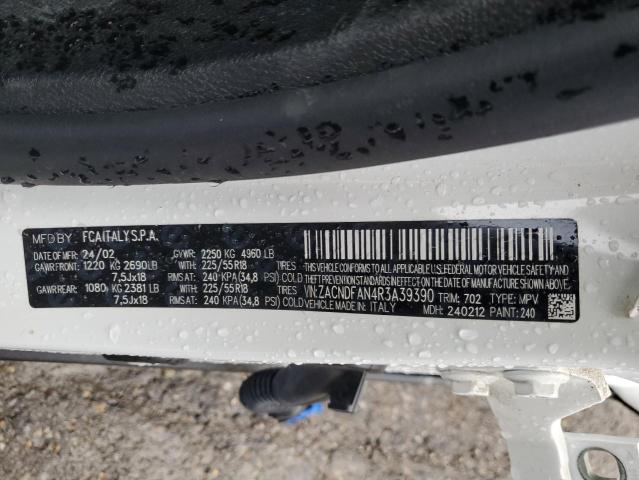 MFD BY: FCA ITALY S.P.A.
DATE OF MFR 24/02 GVWR: 2250 KG 4960 LB
GAWR FRONT: 1220 KG 2690 LB WITH: 225/55R18 TIRES
7,5Jx18 RIMS AT: 240 KPA (34,8 PSI) COLD
GAWR REAR: 1080 KG 2381 LB WITH: 225/55R18 TIRES
7,5Jx18 RIMS AT: 240 KPA (34,8 PSI) COLD
THIS VEHICLE CONFORMS TO ALL APPLICABLE U.S.FEDERAL MOTOR VEHICLE SAFETY,
BUMPER, AND THEFT PREVENTION STANDARDS IN EFFECT ON THE DATE OF MANUFACTURE SHOWN ABOVE
VIN: ZACNDFAN4R3A39390 TRIM: 702 TYPE: MPV
MADE IN: ITALY MDH: 240212 PAINT: 240